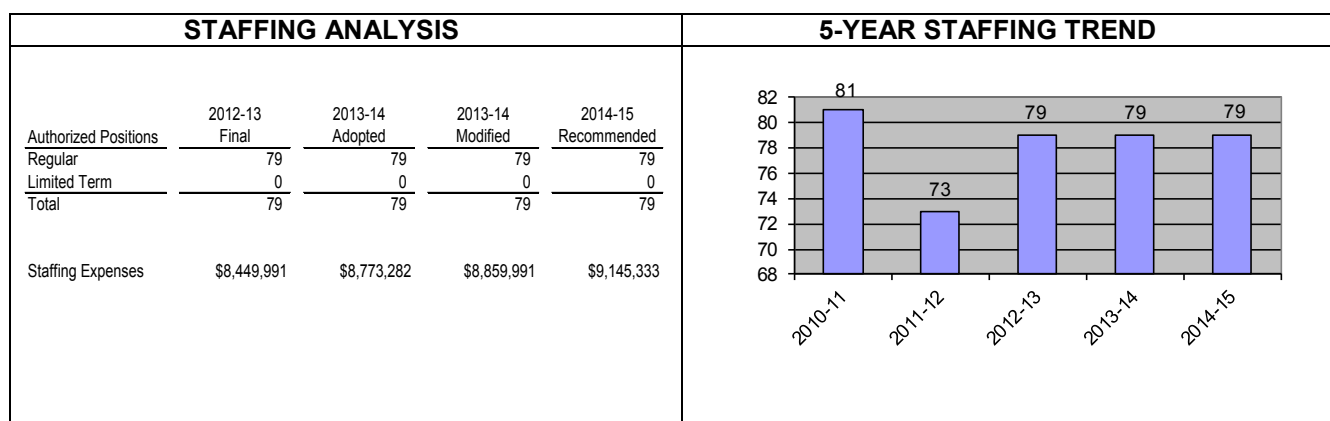 STAFFING ANALYSIS
5-YEAR STAFFING TREND
2012-13 2013-14 2013-14 2014-15
Authorized Positions Final Adopted Modified Recommended
Regular 79 79 79 79
Limited Term 0 0 0 0
Total 79 79 79 79
Staffing Expenses $8,449,991 $8,773,282 $8,859,991 $9,145,333
82
80
78
76
74
72
70
68
81
73
79
79
79
2010-11
2011-12
2012-13
2013-14
2014-15